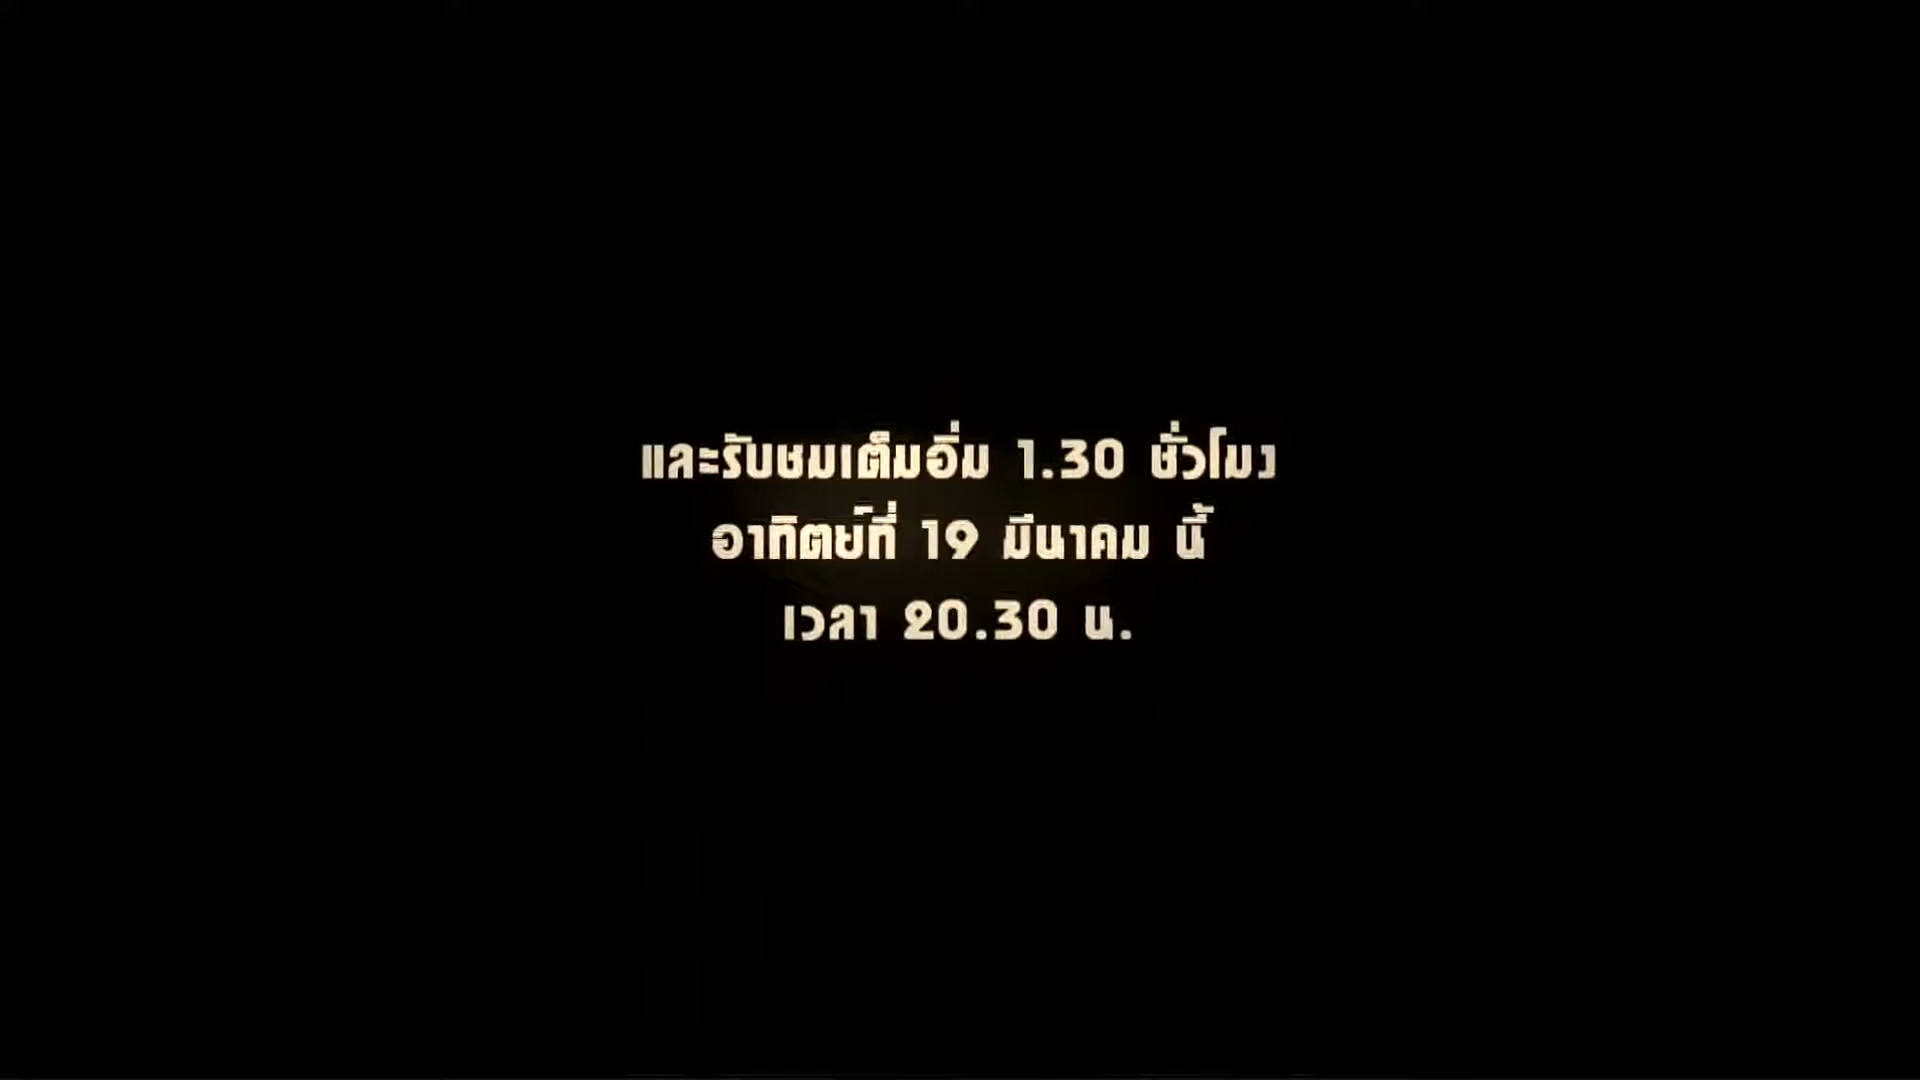 และรับชมเต็มอิ่ม 1.30 ชั่วโมง
อาทิตย์ที่ 19 มีนาคม นี้
เวลา 20.30 น.